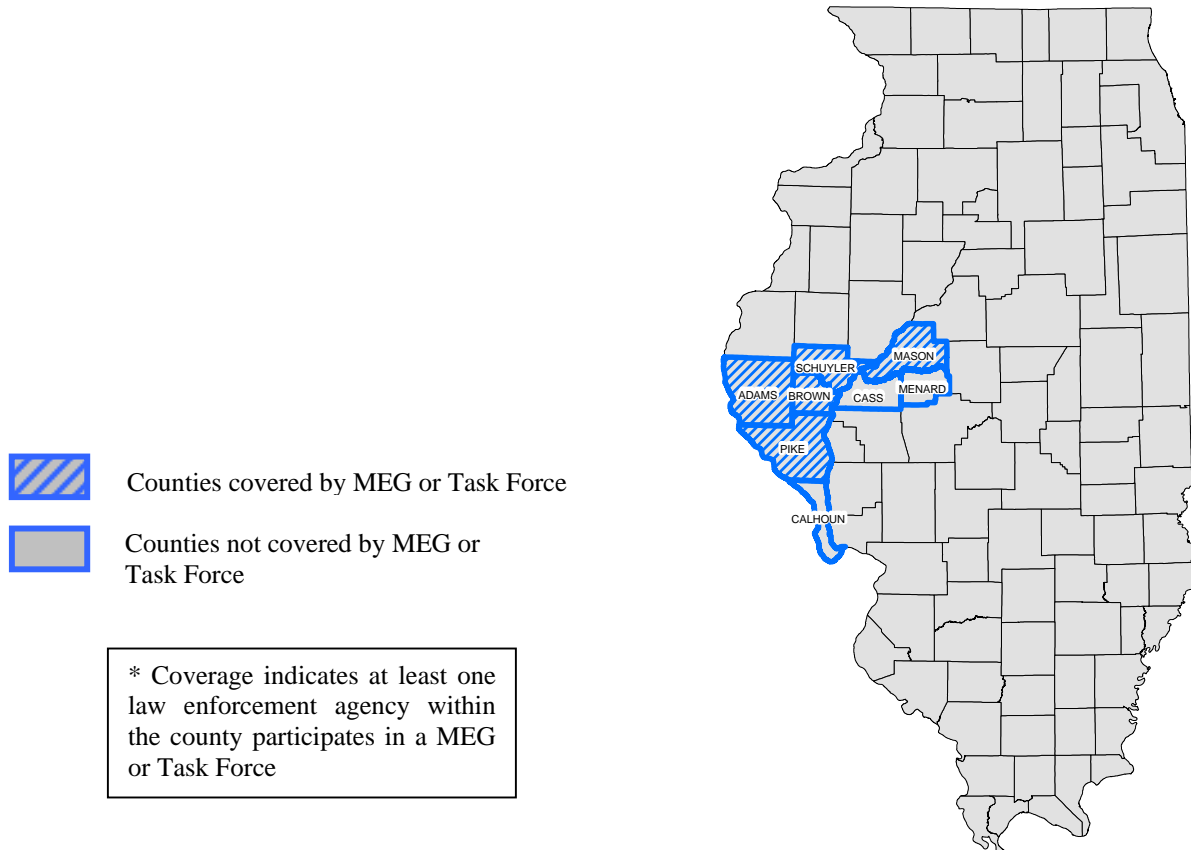 MASON
SCHUYLER
MENARD
ADAMS
BROWN
CASS
PIKE
CALHOUN
Counties covered by MEG or Task Force
Counties not covered by MEG or
Task Force
* Coverage indicates at least one
law enforcement agency within
the county participates in a MEG
or Task Force